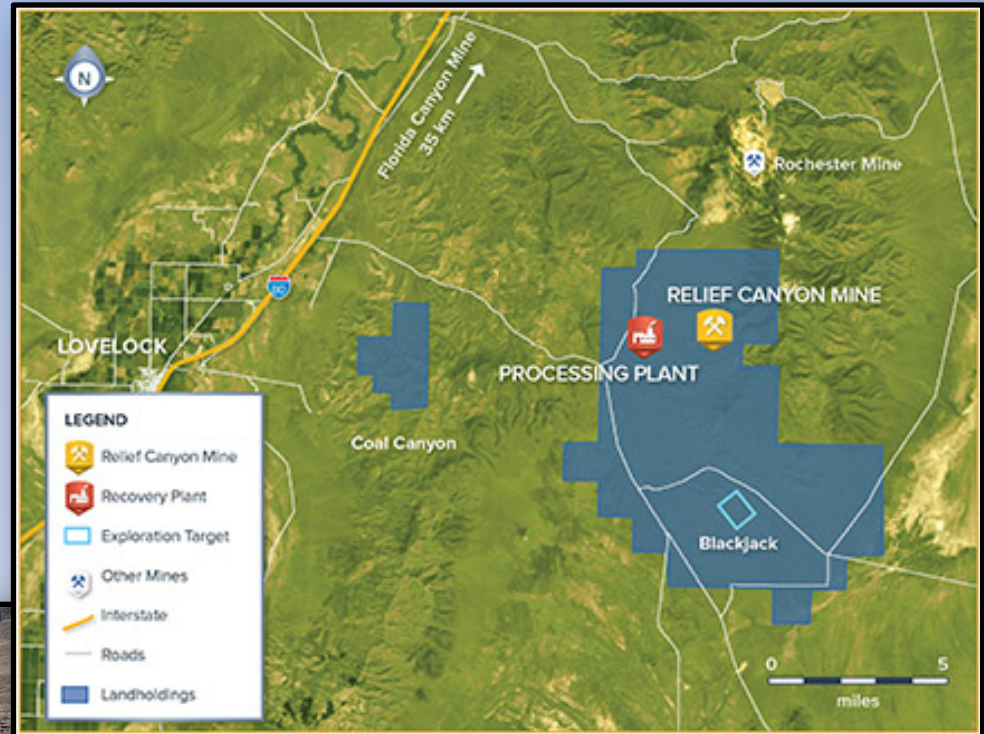 N
Florida Canyon Mine
35 km
Rochester Mine
80
RELIEF CANYON MINE
LOVELOCK
PROCESSING PLANT
Coal Canyon
Blackjack
LEGEND
Relief Canyon Mine
Recovery Plant
Exploration Target
Other Mines
Interstate
Roads
Landholdings
0 5
miles